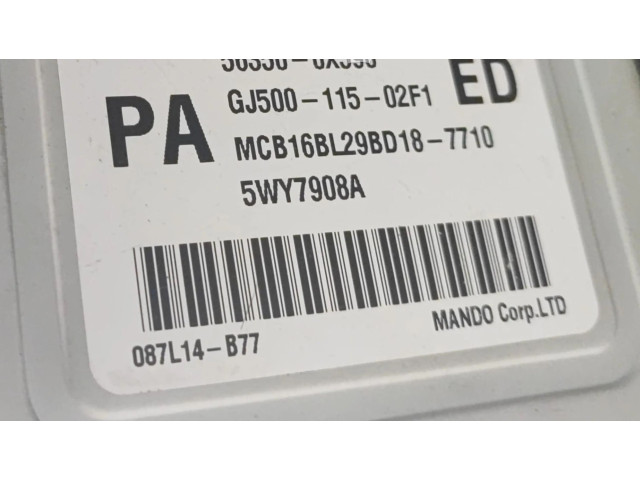 PA
GJ500-115-02F1
ED
MCB16BL29BD18-7710
5WY7908A
087L14-B77
MANDO Corp.LTD